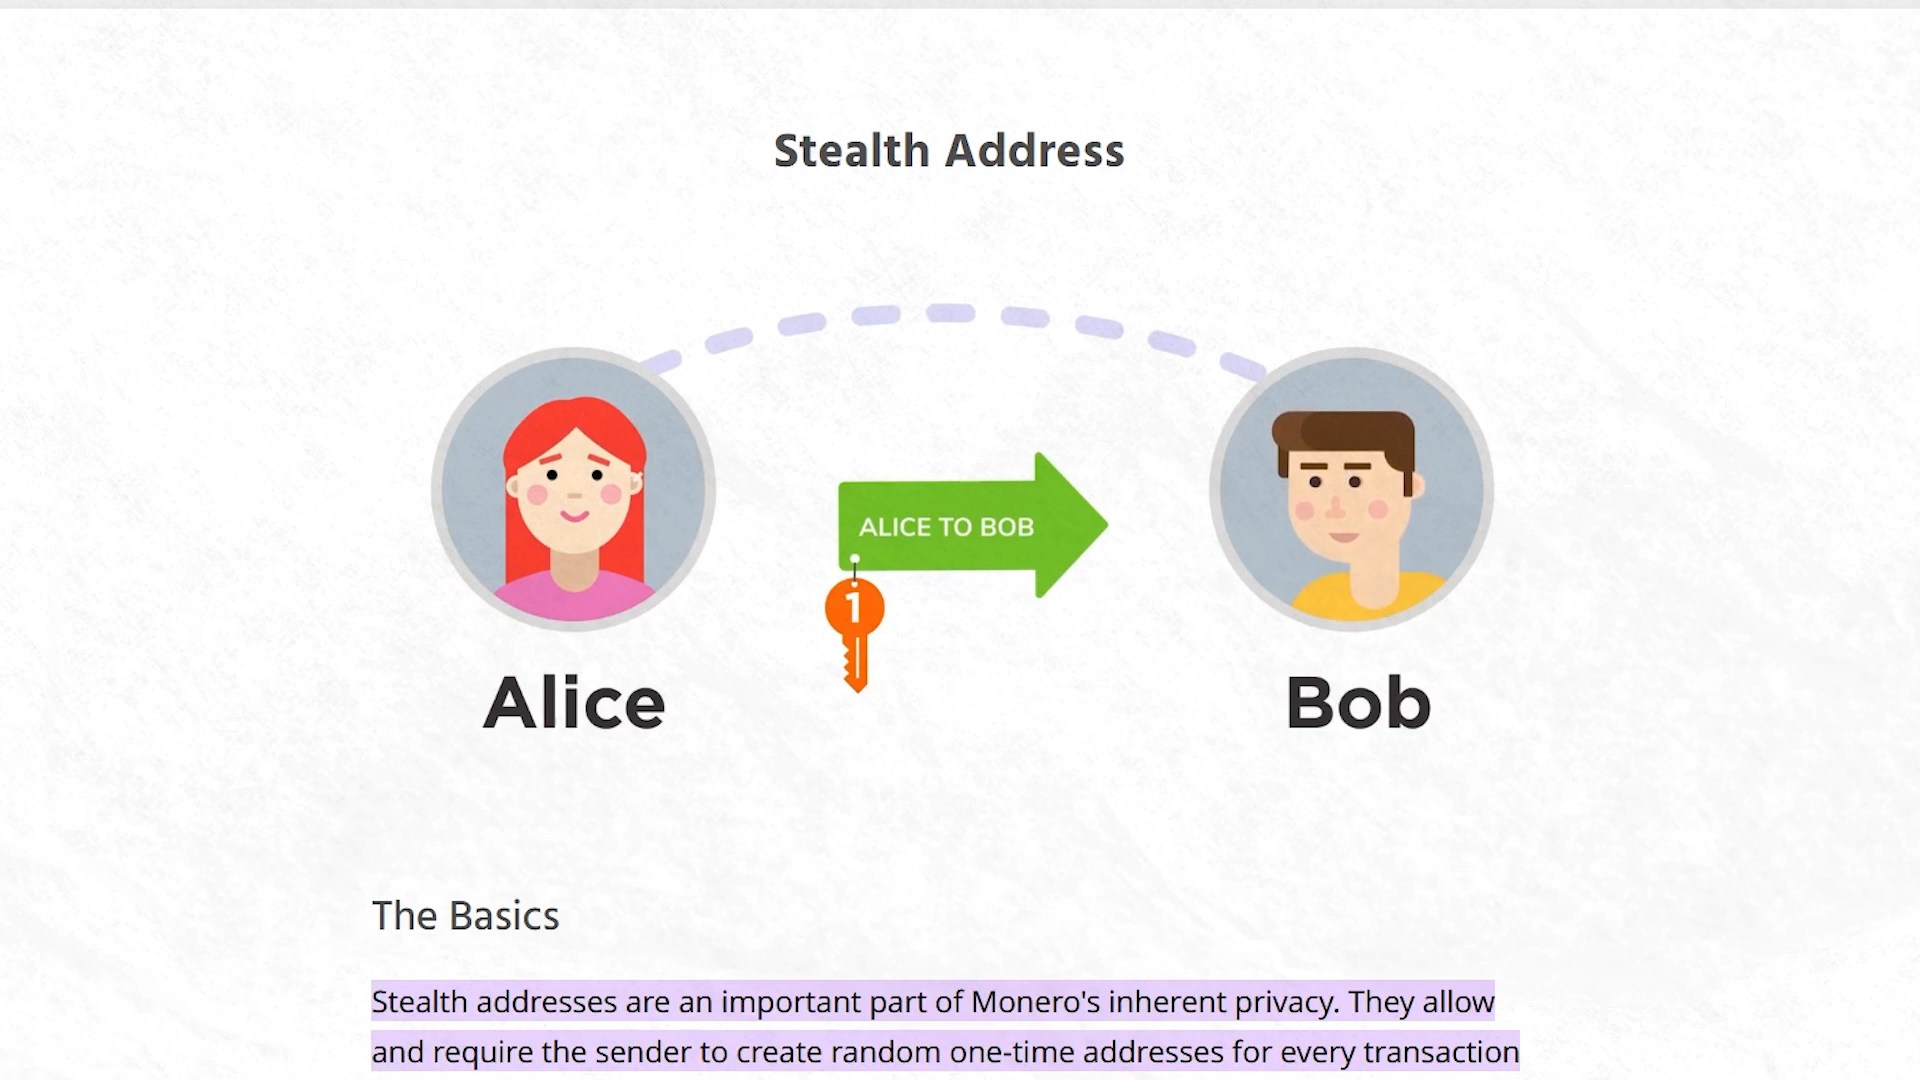 Stealth Address
ALICE TO BOB
1
Alice
Bob
The Basics
Stealth addresses are an important part of Monero's inherent privacy. They allow
and require the sender to create random one-time addresses for every transaction